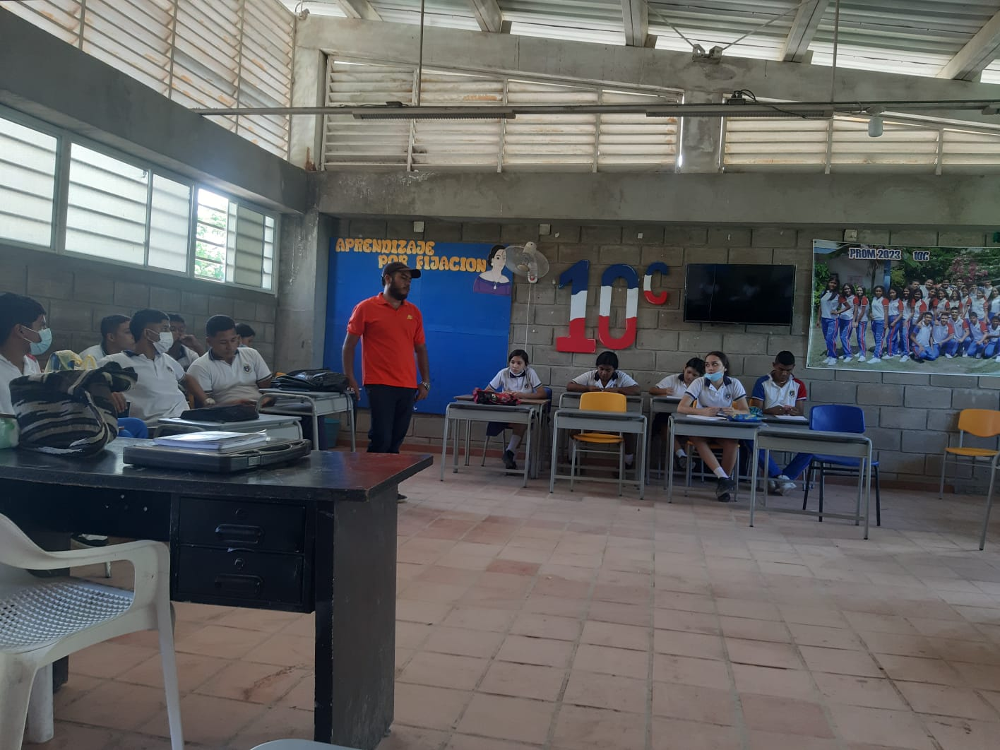 APRENDIZAJE
POR FIJACION
10C
PROM 2023 10C